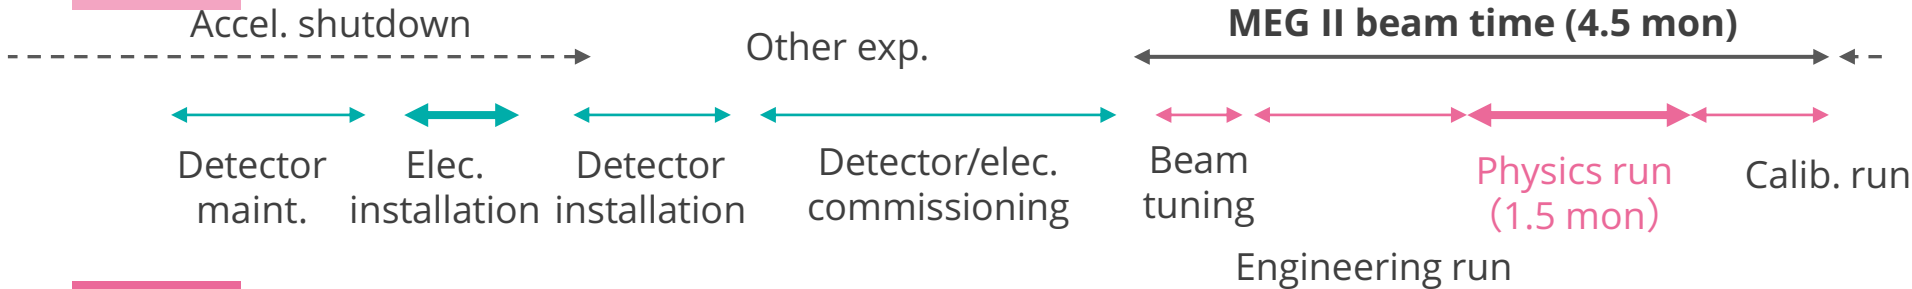 Accel. shutdown
Other exp.
MEG II beam time (4.5 mon)
Detector
maint.
Elec.
installation
Detector
installation
Detector/elec.
commissioning
Beam
tuning
Engineering run
Physics run
（1.5 mon）
Calib. run